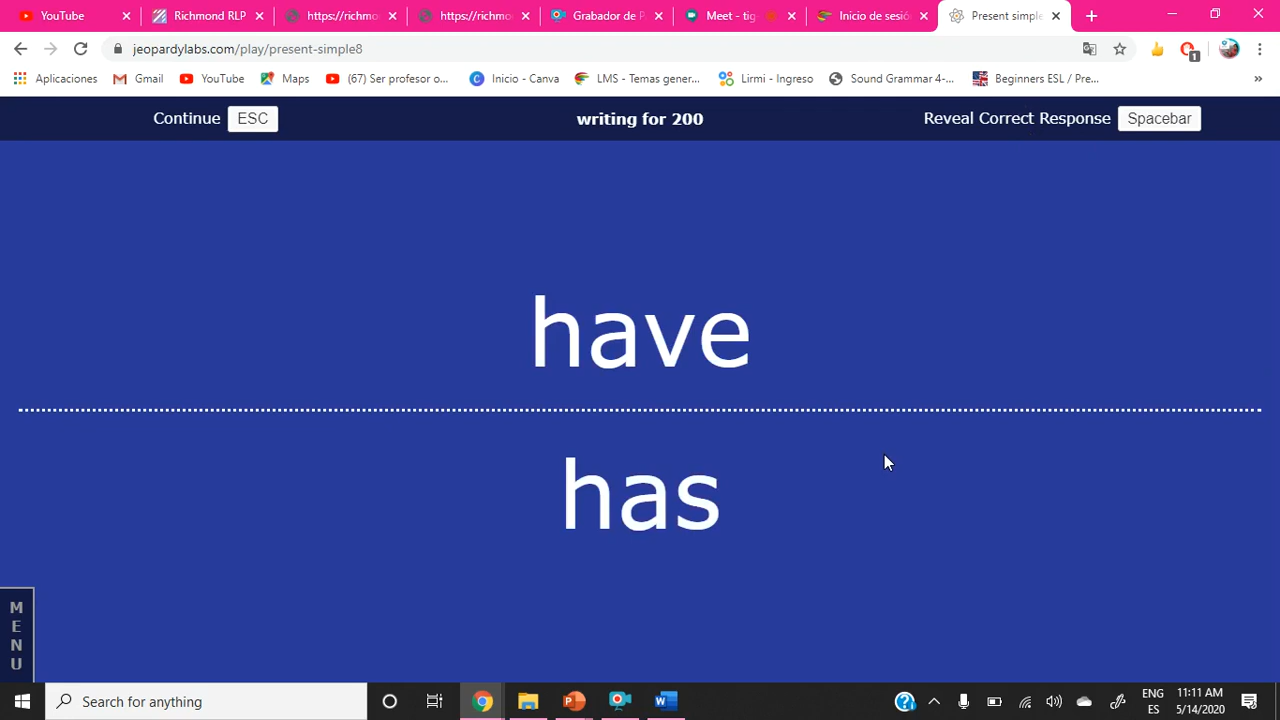 YouTube
Richmond RLP
https://richmo
https://richmo
Grabador de P
Meet - tig
Inicio de sesió
Present simple
jeopardylabs.com/play/present-simple8
Aplicaciones
Gmail
YouTube
Maps
(67) Ser profesor o...
Inicio - Canva
LMS - Temas gener...
Lirmi - Ingreso
Sound Grammar 4-...
Beginners ESL / Pre...
Continue ESC
writing for 200
Reveal Correct Response Spacebar
have
has
MENU
Search for anything
ENG
ES
11:11 AM
5/14/2020